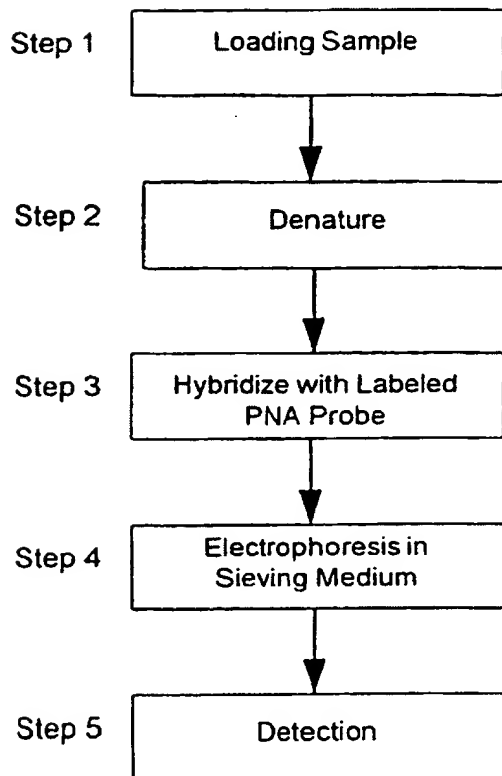 Step 1
Loading Sample
Step 2
Denature
Step 3
Hybridize with Labeled
PNA Probe
Step 4
Electrophoresis in
Sieving Medium
Step 5
Detection